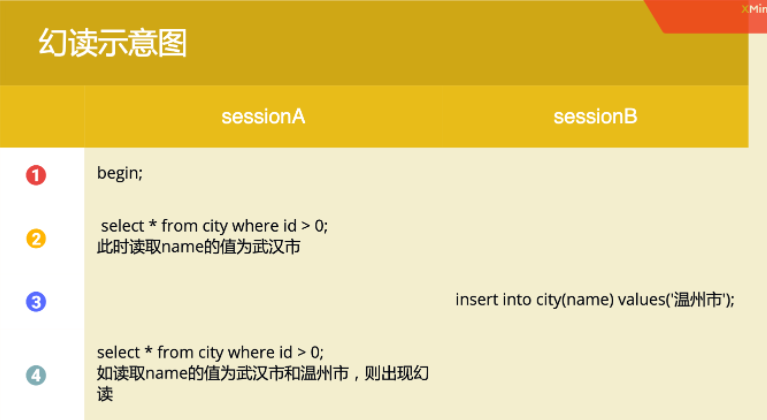 XMin
幻读示意图
sessionA sessionB
1 begin;
2 select * from city where id > 0;
此时读取name的值为武汉市
3 insert into city(name) values('温州市');
4 select * from city where id > 0;
如读取name的值为武汉市和温州市，则出现幻
读